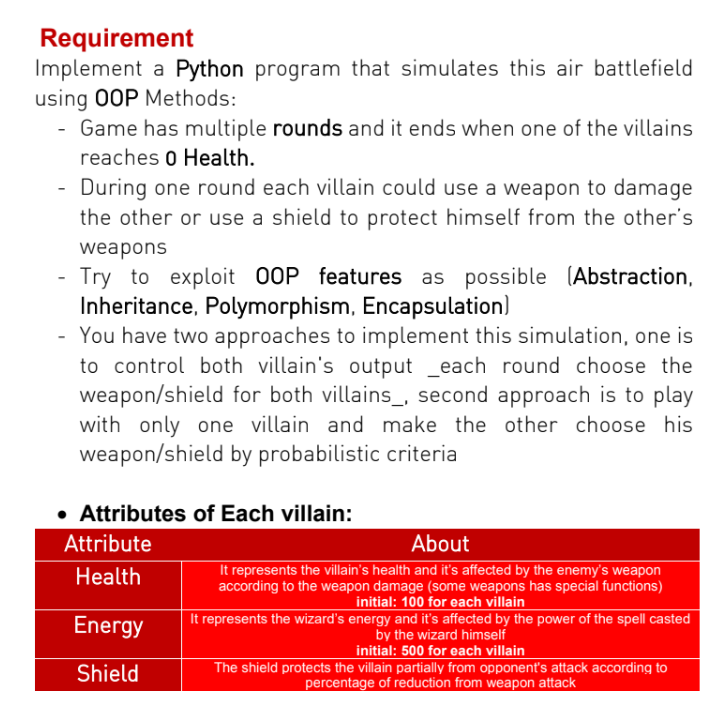 Requirement
Implement a Python program that simulates this air battlefield
using OOP Methods:
- Game has multiple rounds and it ends when one of the villains
reaches 0 Health.
- During one round each villain could use a weapon to damage
the other or use a shield to protect himself from the other's
weapons
- Try to exploit OOP features as possible (Abstraction,
Inheritance, Polymorphism, Encapsulation)
- You have two approaches to implement this simulation, one is
to control both villain's output _each round choose the
weapon/shield for both villains_, second approach is to play
with only one villain and make the other choose his
weapon/shield by probabilistic criteria
• Attributes of Each villain:
Attribute About
Health It represents the villain's health and it's affected by the enemy's weapon
according to the weapon damage (some weapons has special functions)
initial: 100 for each villain
Energy It represents the wizard's energy and it's affected by the power of the spell casted
by the wizard himself
initial: 500 for each villain
Shield The shield protects the villain partially from opponent's attack according to
percentage of reduction from weapon attack